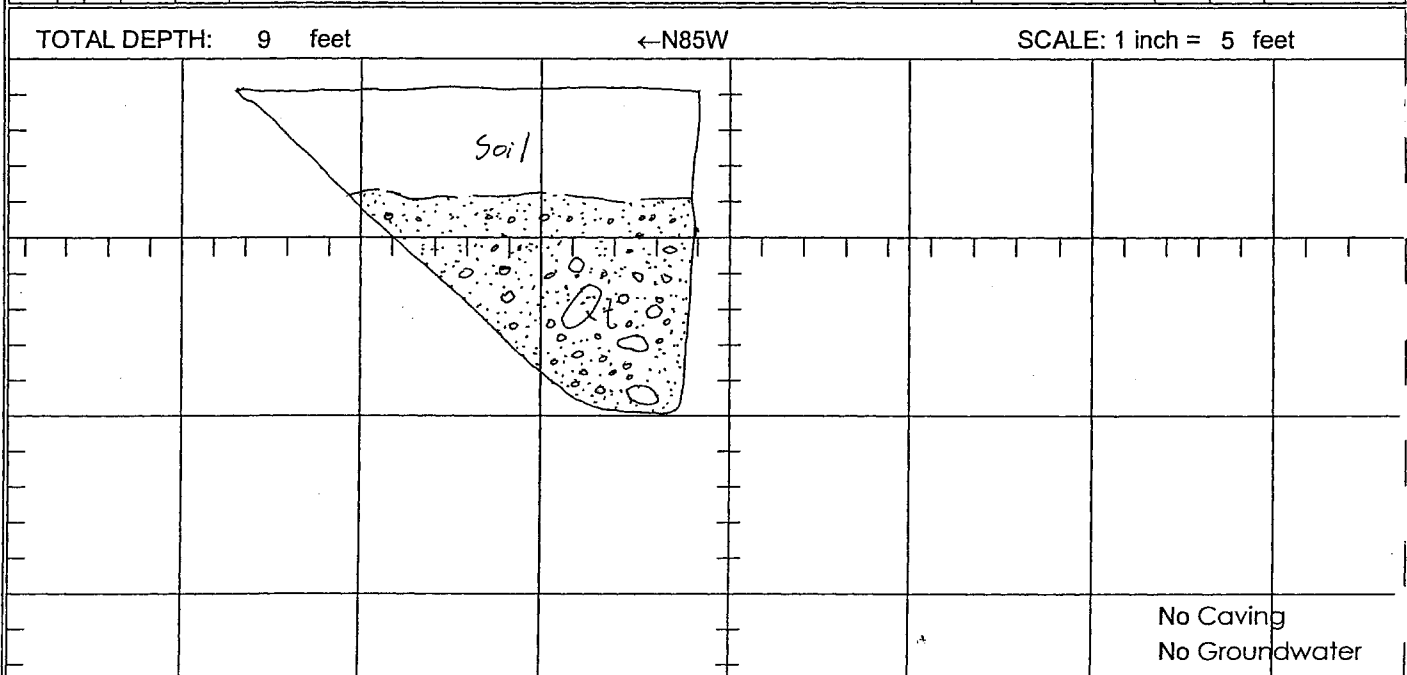 TOTAL DEPTH: 9 feet ←N85W SCALE: 1 inch = 5 feet
Soil
Qt
No Caving
No Groundwater